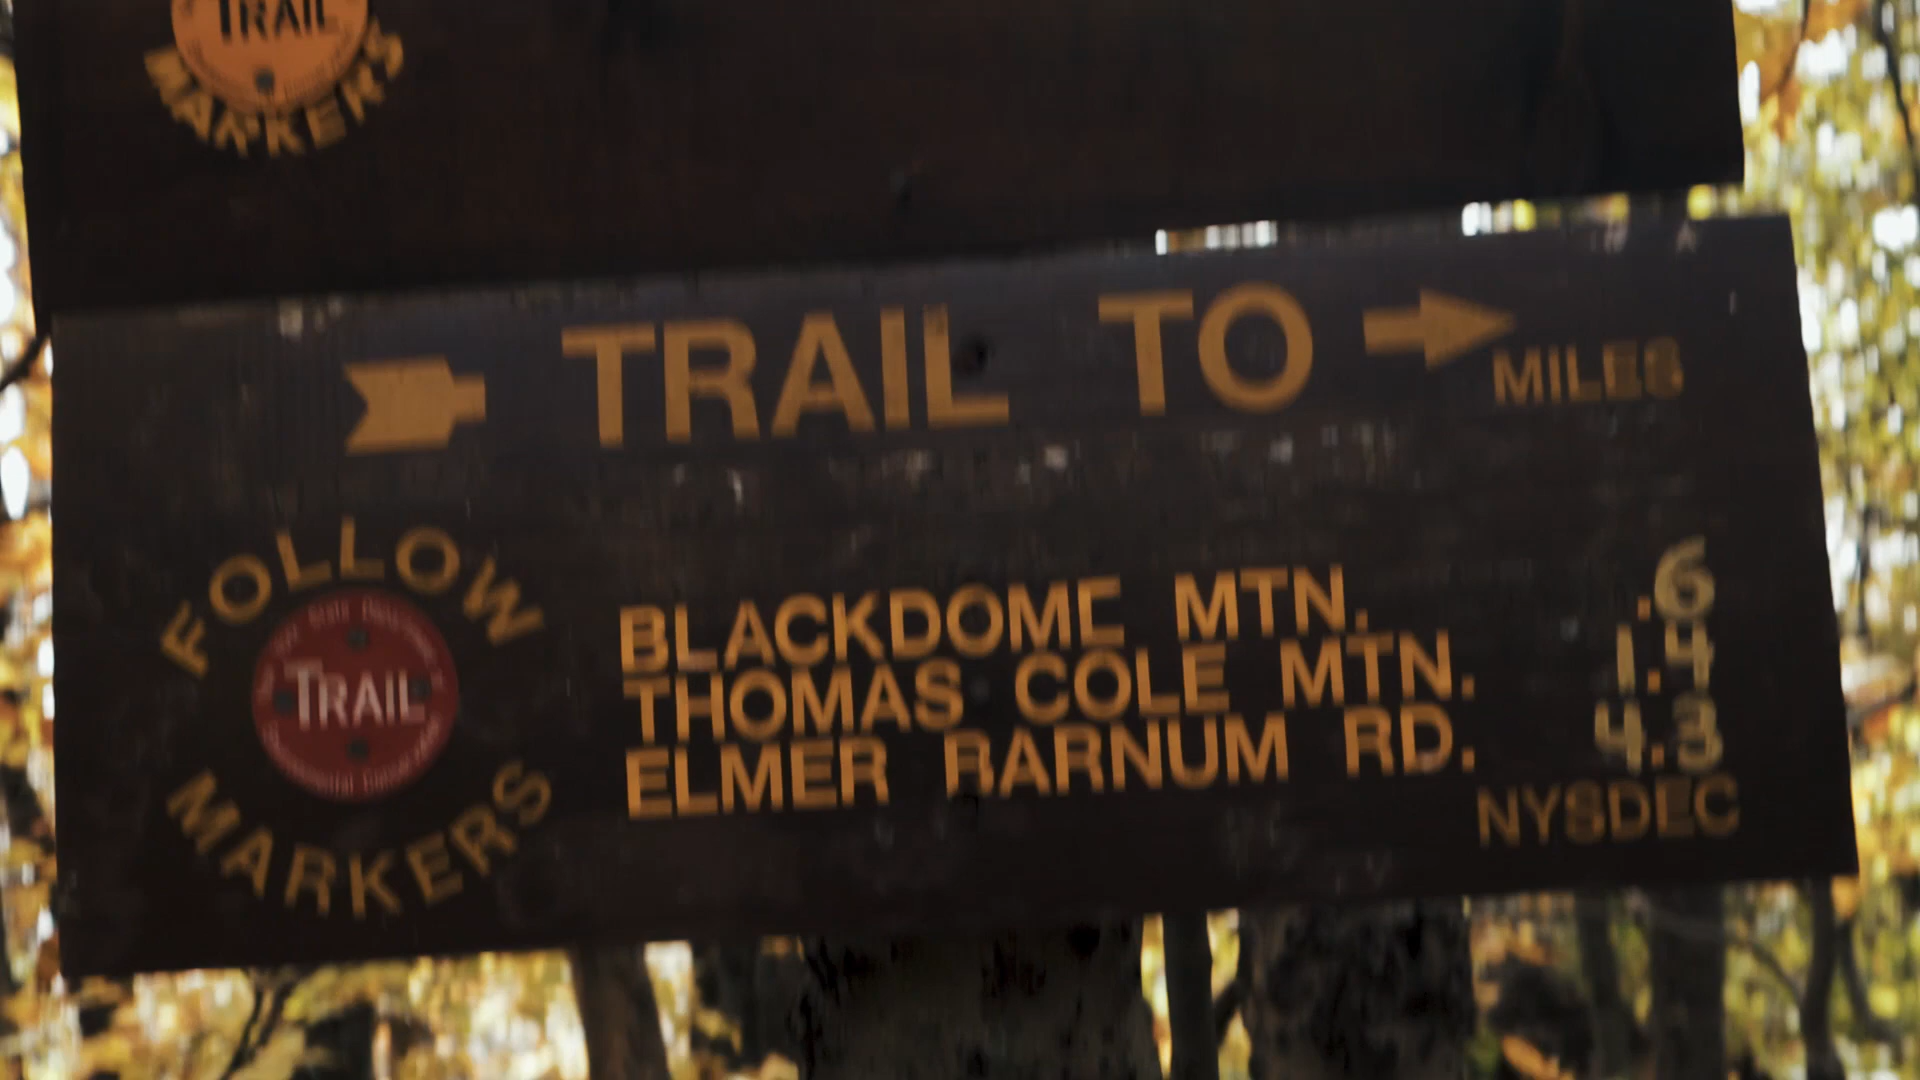 TRAIL
MARKERS
TRAIL TO
MILES
FOLLOW
TRAIL
MARKERS
BLACKDOME MTN. .6
THOMAS COLE MTN. 1.4
ELMER BARNUM RD. 4.3
NYSDEC